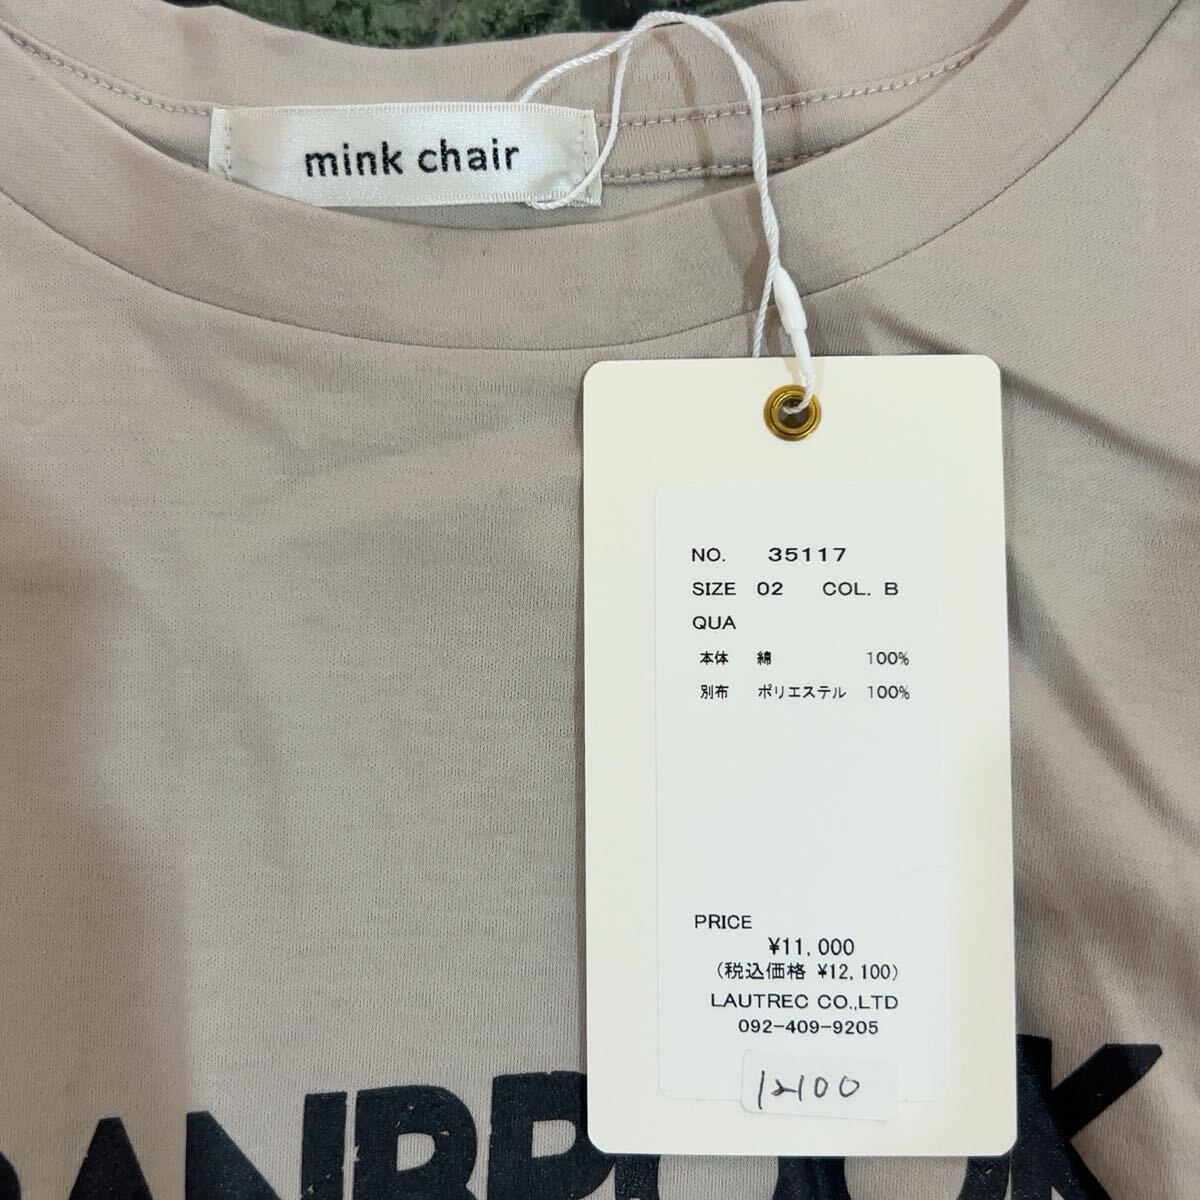 mink chair
NO. 35117
SIZE 02 COL. B
QUA
本体 綿 100%
別布 ポリエステル 100%
PRICE
¥11,000
(税込価格 ¥12,100)
LAUTREC CO.,LTD
092-409-9205
12100